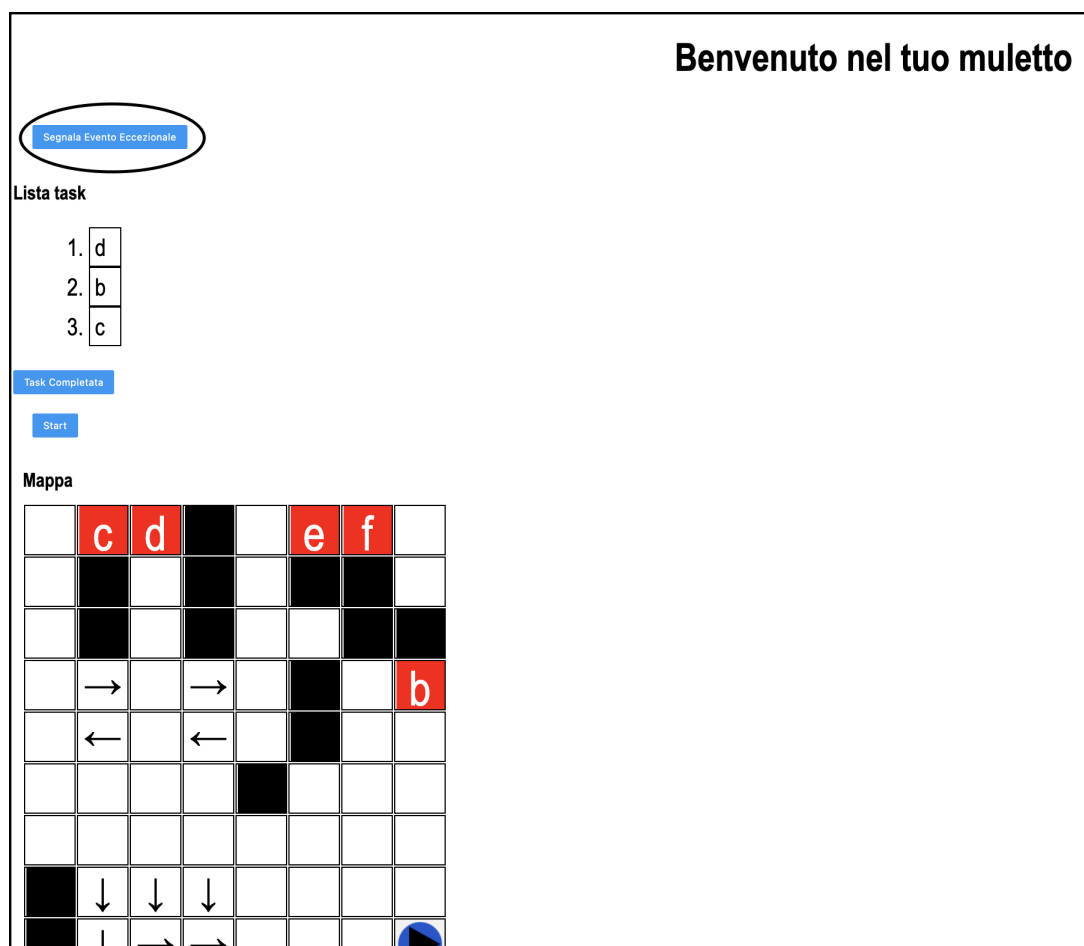 Benvenuto nel tuo muletto
Segnala Evento Eccezionale
Lista task
1. d
2. b
3. c
Task Completata
Start
Mappa
c d e f
→ → b
← ←
↓ ↓ ↓
↓ → →